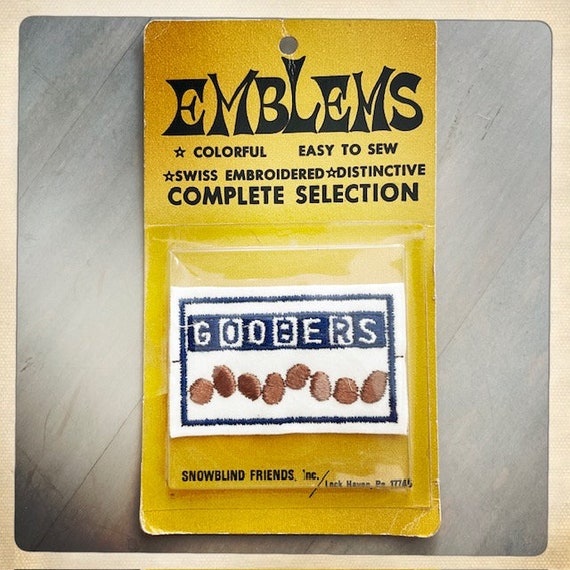 EMBLEMS
☆ COLORFUL EASY TO SEW
☆SWISS EMBROIDERED☆DISTINCTIVE
COMPLETE SELECTION
GOOBERS
SNOWBLIND FRIENDS, Inc.
Lock Haven, Pa. 17745